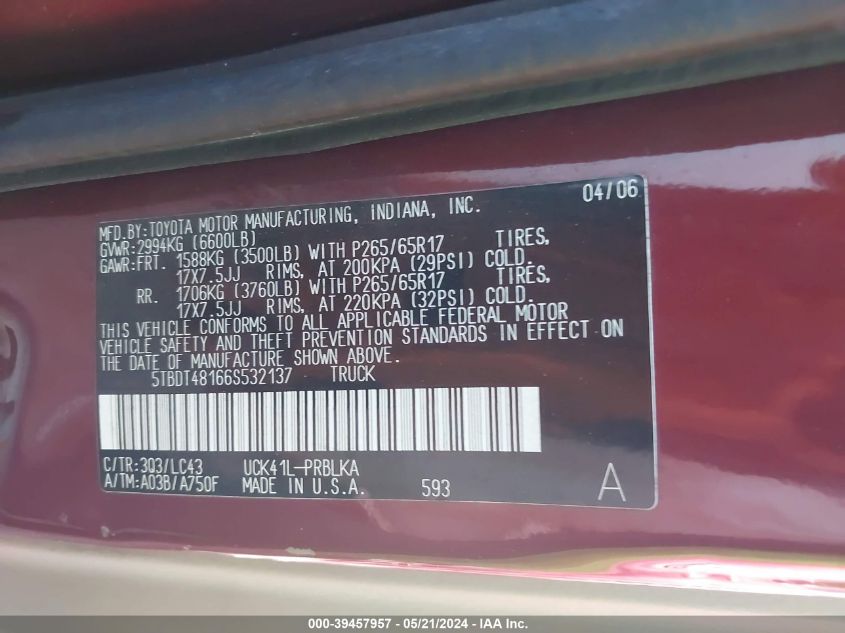 04/06
MFD.BY:TOYOTA MOTOR MANUFACTURING, INDIANA, INC.
GVWR:2994KG (6600LB)
GAWR:FRT. 1588KG (3500LB) WITH P265/65R17 TIRES,
17X7.5JJ RIMS, AT 200KPA (29PSI) COLD.
RR. 1706KG (3760LB) WITH P265/65R17 TIRES,
17X7.5JJ RIMS, AT 220KPA (32PSI) COLD.
THIS VEHICLE CONFORMS TO ALL APPLICABLE FEDERAL MOTOR
VEHICLE SAFETY AND THEFT PREVENTION STANDARDS IN EFFECT ON
THE DATE OF MANUFACTURE SHOWN ABOVE.
5TBDT48166S532137 TRUCK
C/TR:3Q3/LC43 UCK41L-PRBLKA
A/TM:A03B/A750F MADE IN U.S.A. 593 A
000-39457957 - 05/21/2024 - IAA Inc.